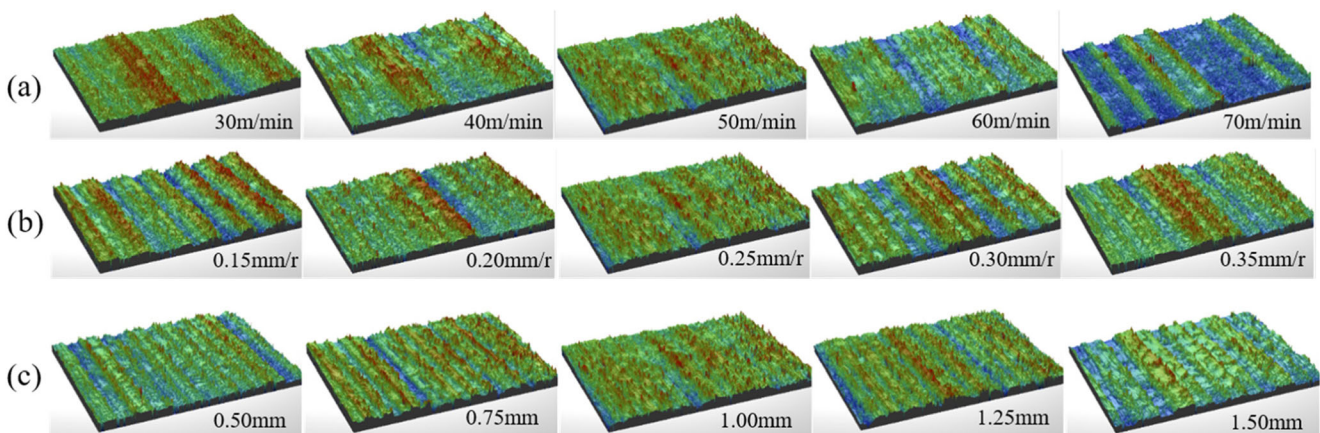 (a)
30m/min 40m/min 50m/min 60m/min 70m/min
(b)
0.15mm/r 0.20mm/r 0.25mm/r 0.30mm/r 0.35mm/r
(c)
0.50mm 0.75mm 1.00mm 1.25mm 1.50mm